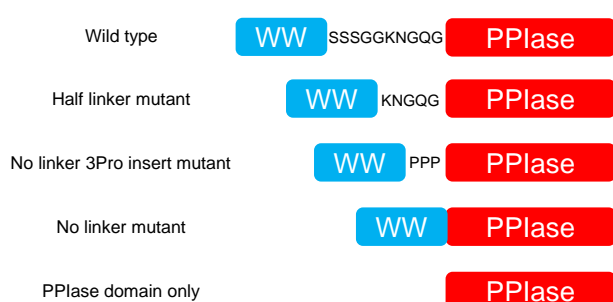 Wild type WW SSSGGKNGQG PPIase
Half linker mutant WW KNGQG PPIase
No linker 3Pro insert mutant WW PPP PPIase
No linker mutant WW PPIase
PPIase domain only PPIase